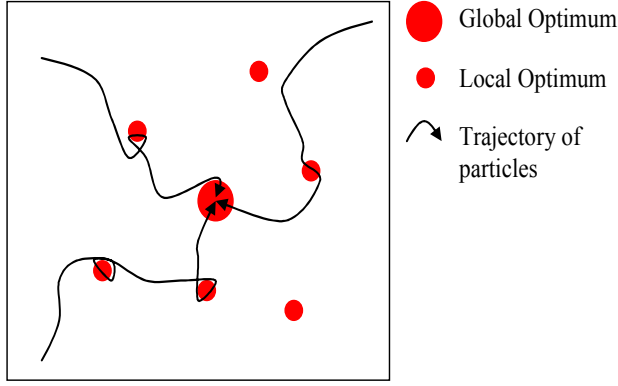 Global Optimum
Local Optimum
Trajectory of
particles